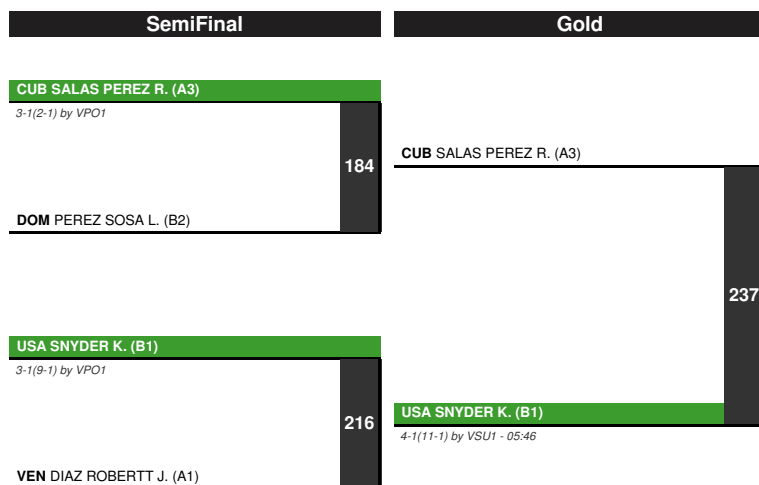 SemiFinal
Gold
CUB SALAS PEREZ R. (A3)
3-1(2-1) by VPO1
184
DOM PEREZ SOSA L. (B2)
CUB SALAS PEREZ R. (A3)
237
USA SNYDER K. (B1)
3-1(9-1) by VPO1
216
VEN DIAZ ROBERTT J. (A1)
USA SNYDER K. (B1)
4-1(11-1) by VSU1 - 05:46